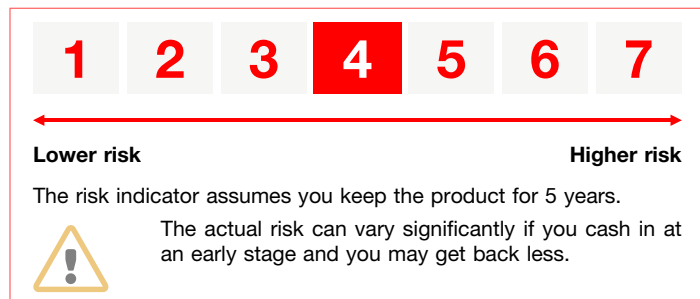 1 2 3 4 5 6 7
Lower risk Higher risk
The risk indicator assumes you keep the product for 5 years.
The actual risk can vary significantly if you cash in at
an early stage and you may get back less.